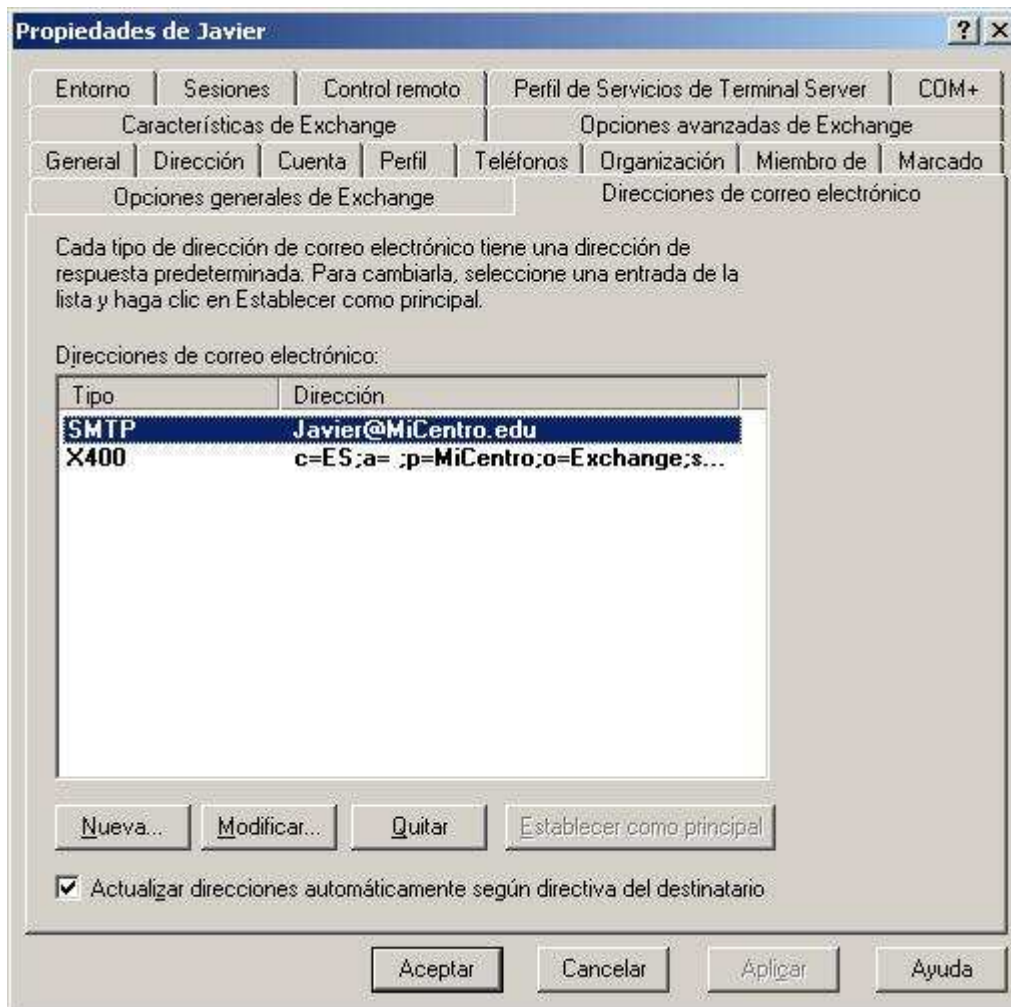 Propiedades de Javier
Entorno Sesiones Control remoto Perfil de Servicios de Terminal Server COM+
Características de Exchange Opciones avanzadas de Exchange
General Dirección Cuenta Perfil Teléfonos Organización Miembro de Marcado
Opciones generales de Exchange Direcciones de correo electrónico
Cada tipo de dirección de correo electrónico tiene una dirección de
respuesta predeterminada. Para cambiarla, seleccione una entrada de la
lista y haga clic en Establecer como principal.
Direcciones de correo electrónico:
Tipo Dirección
SMTP Javier@MiCentro.edu
X400 c=ES;a= ;p=MiCentro;o=Exchange;s...
Nueva... Modificar... Quitar Establecer como principal
Actualizar direcciones automáticamente según directiva del destinatario
Aceptar Cancelar Aplicar Ayuda